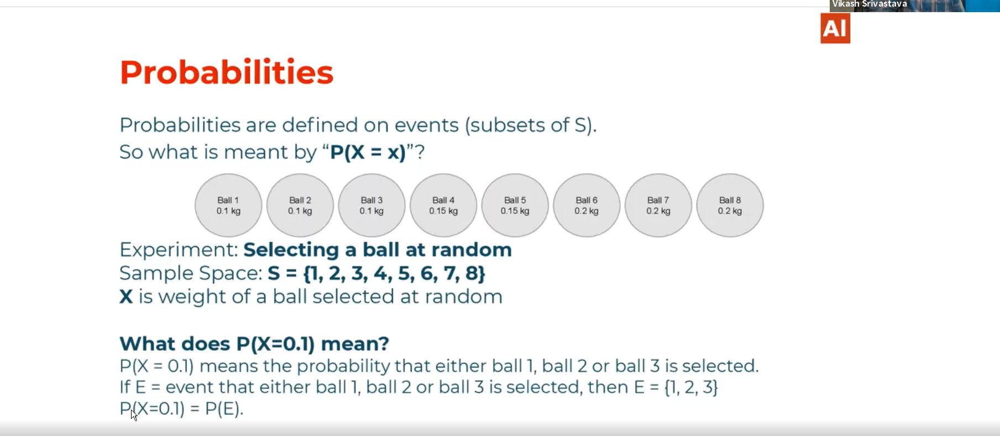 Vikash Srivastava
AI
Probabilities
Probabilities are defined on events (subsets of S).
So what is meant by “P(X = x)”?
Ball 1 Ball 2 Ball 3 Ball 4 Ball 5 Ball 6 Ball 7 Ball 8
0.1 kg 0.1 kg 0.1 kg 0.15 kg 0.15 kg 0.2 kg 0.2 kg 0.2 kg
Experiment: Selecting a ball at random
Sample Space: S = {1, 2, 3, 4, 5, 6, 7, 8}
X is weight of a ball selected at random
What does P(X=0.1) mean?
P(X = 0.1) means the probability that either ball 1, ball 2 or ball 3 is selected.
If E = event that either ball 1, ball 2 or ball 3 is selected, then E = {1, 2, 3}
P(X=0.1) = P(E).